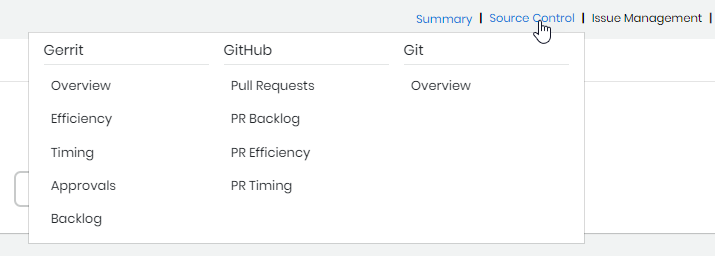 Summary | Source Control | Issue Management |
Gerrit GitHub Git
Overview Pull Requests Overview
Efficiency PR Backlog
Timing PR Efficiency
Approvals PR Timing
Backlog